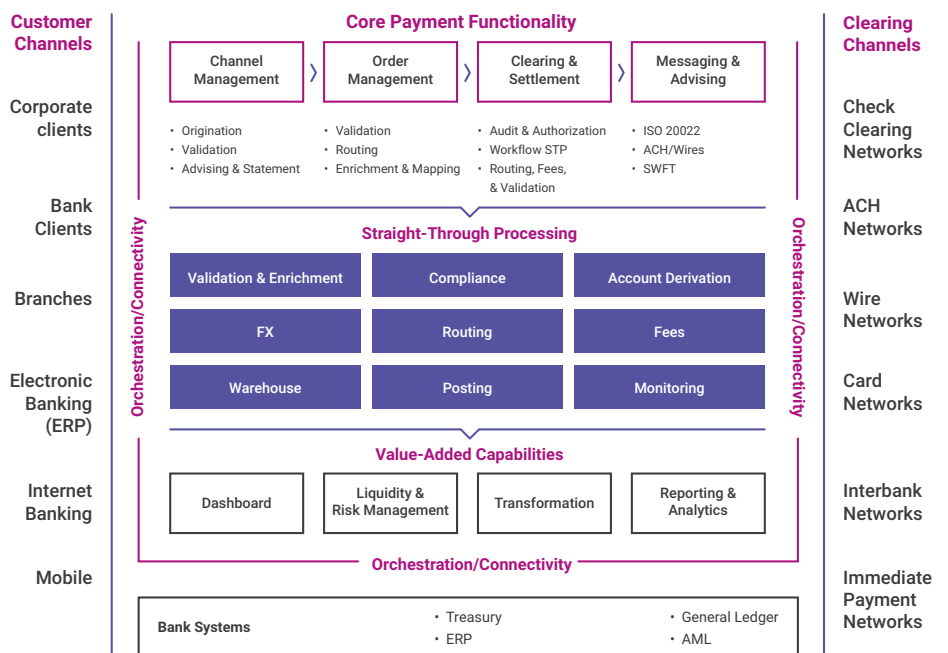 Customer
Channels
Corporate
clients
Bank
Clients
Branches
Electronic
Banking
(ERP)
Internet
Banking
Mobile
Core Payment Functionality
Channel
Management
Order
Management
Clearing &
Settlement
Messaging &
Advising
• Origination
• Validation
• Advising & Statement
• Validation
• Routing
• Enrichment & Mapping
• Audit & Authorization
• Workflow STP
• Routing, Fees,
& Validation
• ISO 20022
• ACH/Wires
• SWFT
Orchestration/Connectivity
Straight-Through Processing
Validation & Enrichment
Compliance
Account Derivation
FX
Routing
Fees
Warehouse
Posting
Monitoring
Orchestration/Connectivity
Value-Added Capabilities
Dashboard
Liquidity &
Risk Management
Transformation
Reporting &
Analytics
Orchestration/Connectivity
Bank Systems
• Treasury
• ERP
• General Ledger
• AML
Clearing
Channels
Check
Clearing
Networks
ACH
Networks
Wire
Networks
Card
Networks
Interbank
Networks
Immediate
Payment
Networks